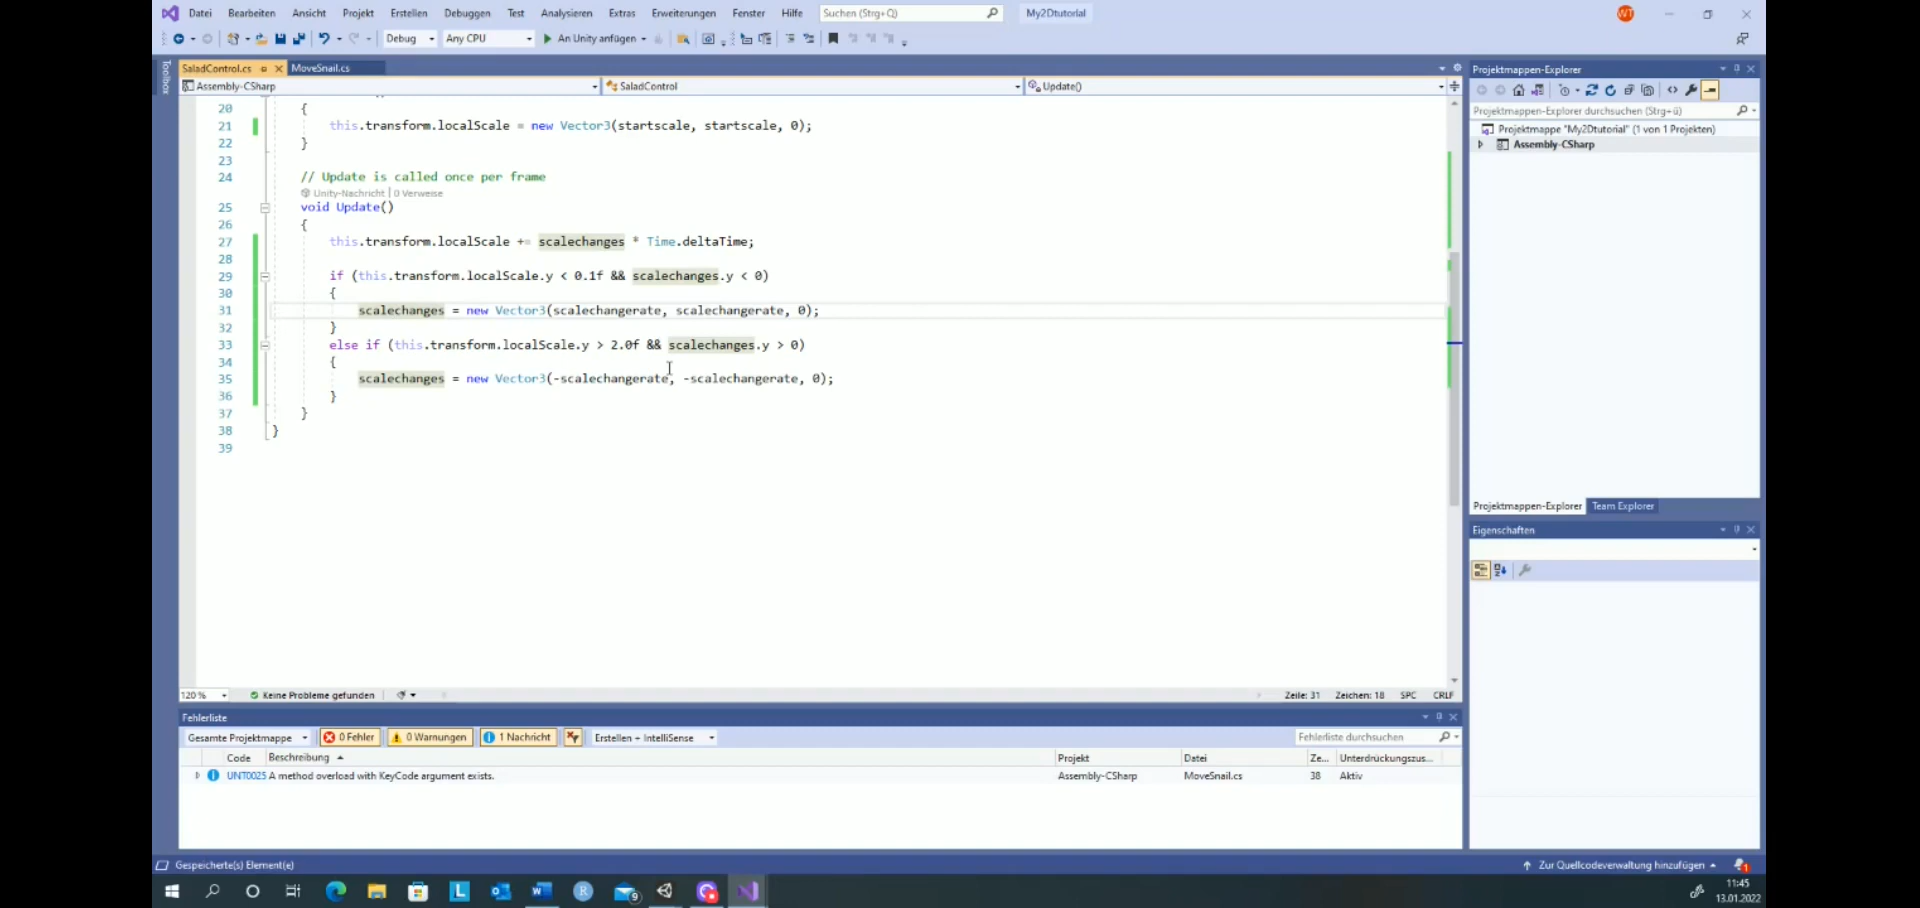 Datei Bearbeiten Ansicht Projekt Erstellen Debuggen Test Analysieren Extras Erweiterungen Fenster Hilfe Suchen (Strg+Q) My2Dtutorial WT
Debug Any CPU An Unity anfügen
Toolbox
SaladControl.cs MoveSnail.cs
Assembly-CSharp SaladControl Update()
20 {
21 this.transform.localScale = new Vector3(startscale, startscale, 0);
22 }
23
24 // Update is called once per frame
Unity-Nachricht | 0 Verweise
25 void Update()
26 {
27 this.transform.localScale += scalechanges * Time.deltaTime;
28
29 if (this.transform.localScale.y < 0.1f && scalechanges.y < 0)
30 {
31 scalechanges = new Vector3(scalechangerate, scalechangerate, 0);
32 }
33 else if (this.transform.localScale.y > 2.0f && scalechanges.y > 0)
34 {
35 scalechanges = new Vector3(-scalechangerate, -scalechangerate, 0);
36 }
37 }
38 }
39
120 % Keine Probleme gefunden Zeile: 31 Zeichen: 18 SPC CRLF
Projektmappen-Explorer
Projektmappen-Explorer durchsuchen (Strg+ü)
Projektmappe "My2Dtutorial" (1 von 1 Projekten)
Assembly-CSharp
Projektmappen-Explorer Team Explorer
Eigenschaften
Fehlerliste
Gesamte Projektmappe 0 Fehler 0 Warnungen 1 Nachricht Erstellen + IntelliSense Fehlerliste durchsuchen
Code Beschreibung Projekt Datei Ze... Unterdrückungszus...
UNT0025 A method overload with KeyCode argument exists. Assembly-CSharp MoveSnail.cs 38 Aktiv
Gespeicherte(s) Element(e) Zur Quellcodeverwaltung hinzufügen 1
L W R 9
11:45
13.01.2022